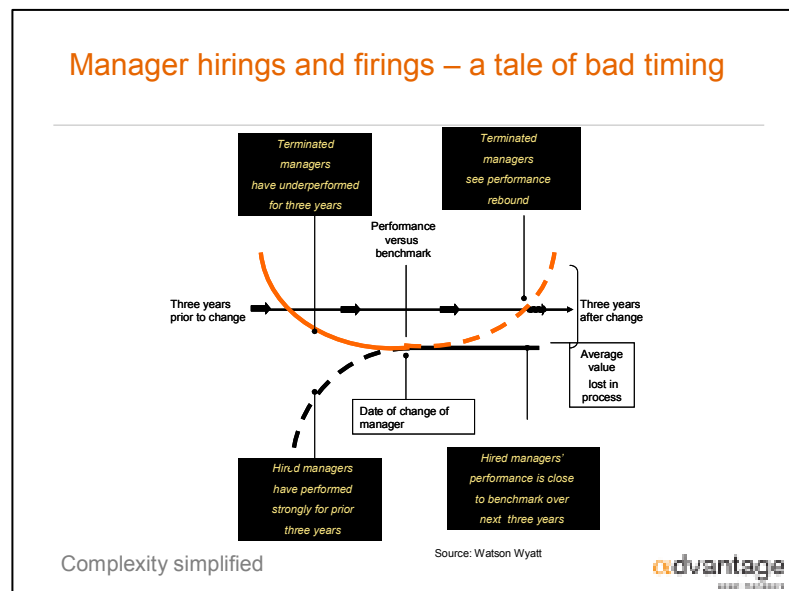 Manager hirings and firings – a tale of bad timing
Terminated
managers
have underperformed
for three years
Terminated
managers
see performance
rebound
Performance
versus
benchmark
Three years
prior to change
Three years
after change
Average
value
lost in
process
Date of change of
manager
Hired managers
have performed
strongly for prior
three years
Hired managers’
performance is close
to benchmark over
next three years
Source: Watson Wyatt
Complexity simplified
αdvantage